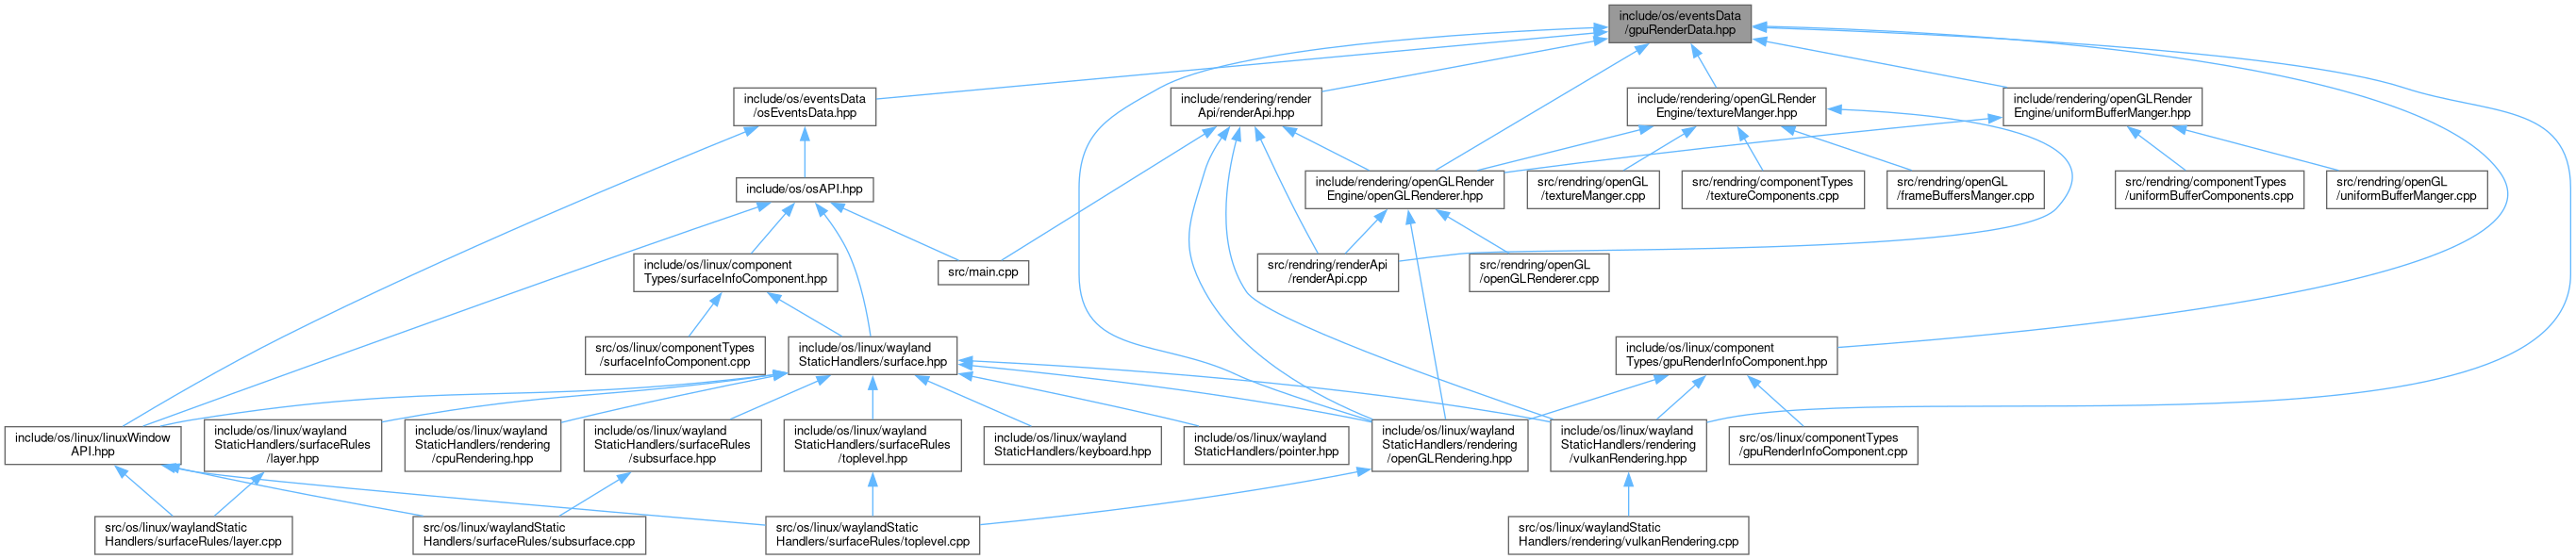 include/os/eventsData
/gpuRenderData.hpp
include/os/eventsData
/osEventsData.hpp
include/rendering/render
Api/renderApi.hpp
include/rendering/openGLRender
Engine/textureManger.hpp
include/rendering/openGLRender
Engine/uniformBufferManger.hpp
include/os/osAPI.hpp
include/rendering/openGLRender
Engine/openGLRenderer.hpp
src/rendring/openGL
/textureManger.cpp
src/rendring/componentTypes
/textureComponents.cpp
src/rendring/openGL
/frameBuffersManger.cpp
src/rendring/componentTypes
/uniformBufferComponents.cpp
src/rendring/openGL
/uniformBufferManger.cpp
include/os/linux/component
Types/surfaceInfoComponent.hpp
src/main.cpp
src/rendring/renderApi
/renderApi.cpp
src/rendring/openGL
/openGLRenderer.cpp
src/os/linux/componentTypes
/surfaceInfoComponent.cpp
include/os/linux/wayland
StaticHandlers/surface.hpp
include/os/linux/component
Types/gpuRenderInfoComponent.hpp
include/os/linux/linuxWindow
API.hpp
include/os/linux/wayland
StaticHandlers/surfaceRules
/layer.hpp
include/os/linux/wayland
StaticHandlers/rendering
/cpuRendering.hpp
include/os/linux/wayland
StaticHandlers/surfaceRules
/subsurface.hpp
include/os/linux/wayland
StaticHandlers/surfaceRules
/toplevel.hpp
include/os/linux/wayland
StaticHandlers/keyboard.hpp
include/os/linux/wayland
StaticHandlers/pointer.hpp
include/os/linux/wayland
StaticHandlers/rendering
/openGLRendering.hpp
include/os/linux/wayland
StaticHandlers/rendering
/vulkanRendering.hpp
src/os/linux/componentTypes
/gpuRenderInfoComponent.cpp
src/os/linux/waylandStatic
Handlers/surfaceRules/layer.cpp
src/os/linux/waylandStatic
Handlers/surfaceRules/subsurface.cpp
src/os/linux/waylandStatic
Handlers/surfaceRules/toplevel.cpp
src/os/linux/waylandStatic
Handlers/rendering/vulkanRendering.cpp